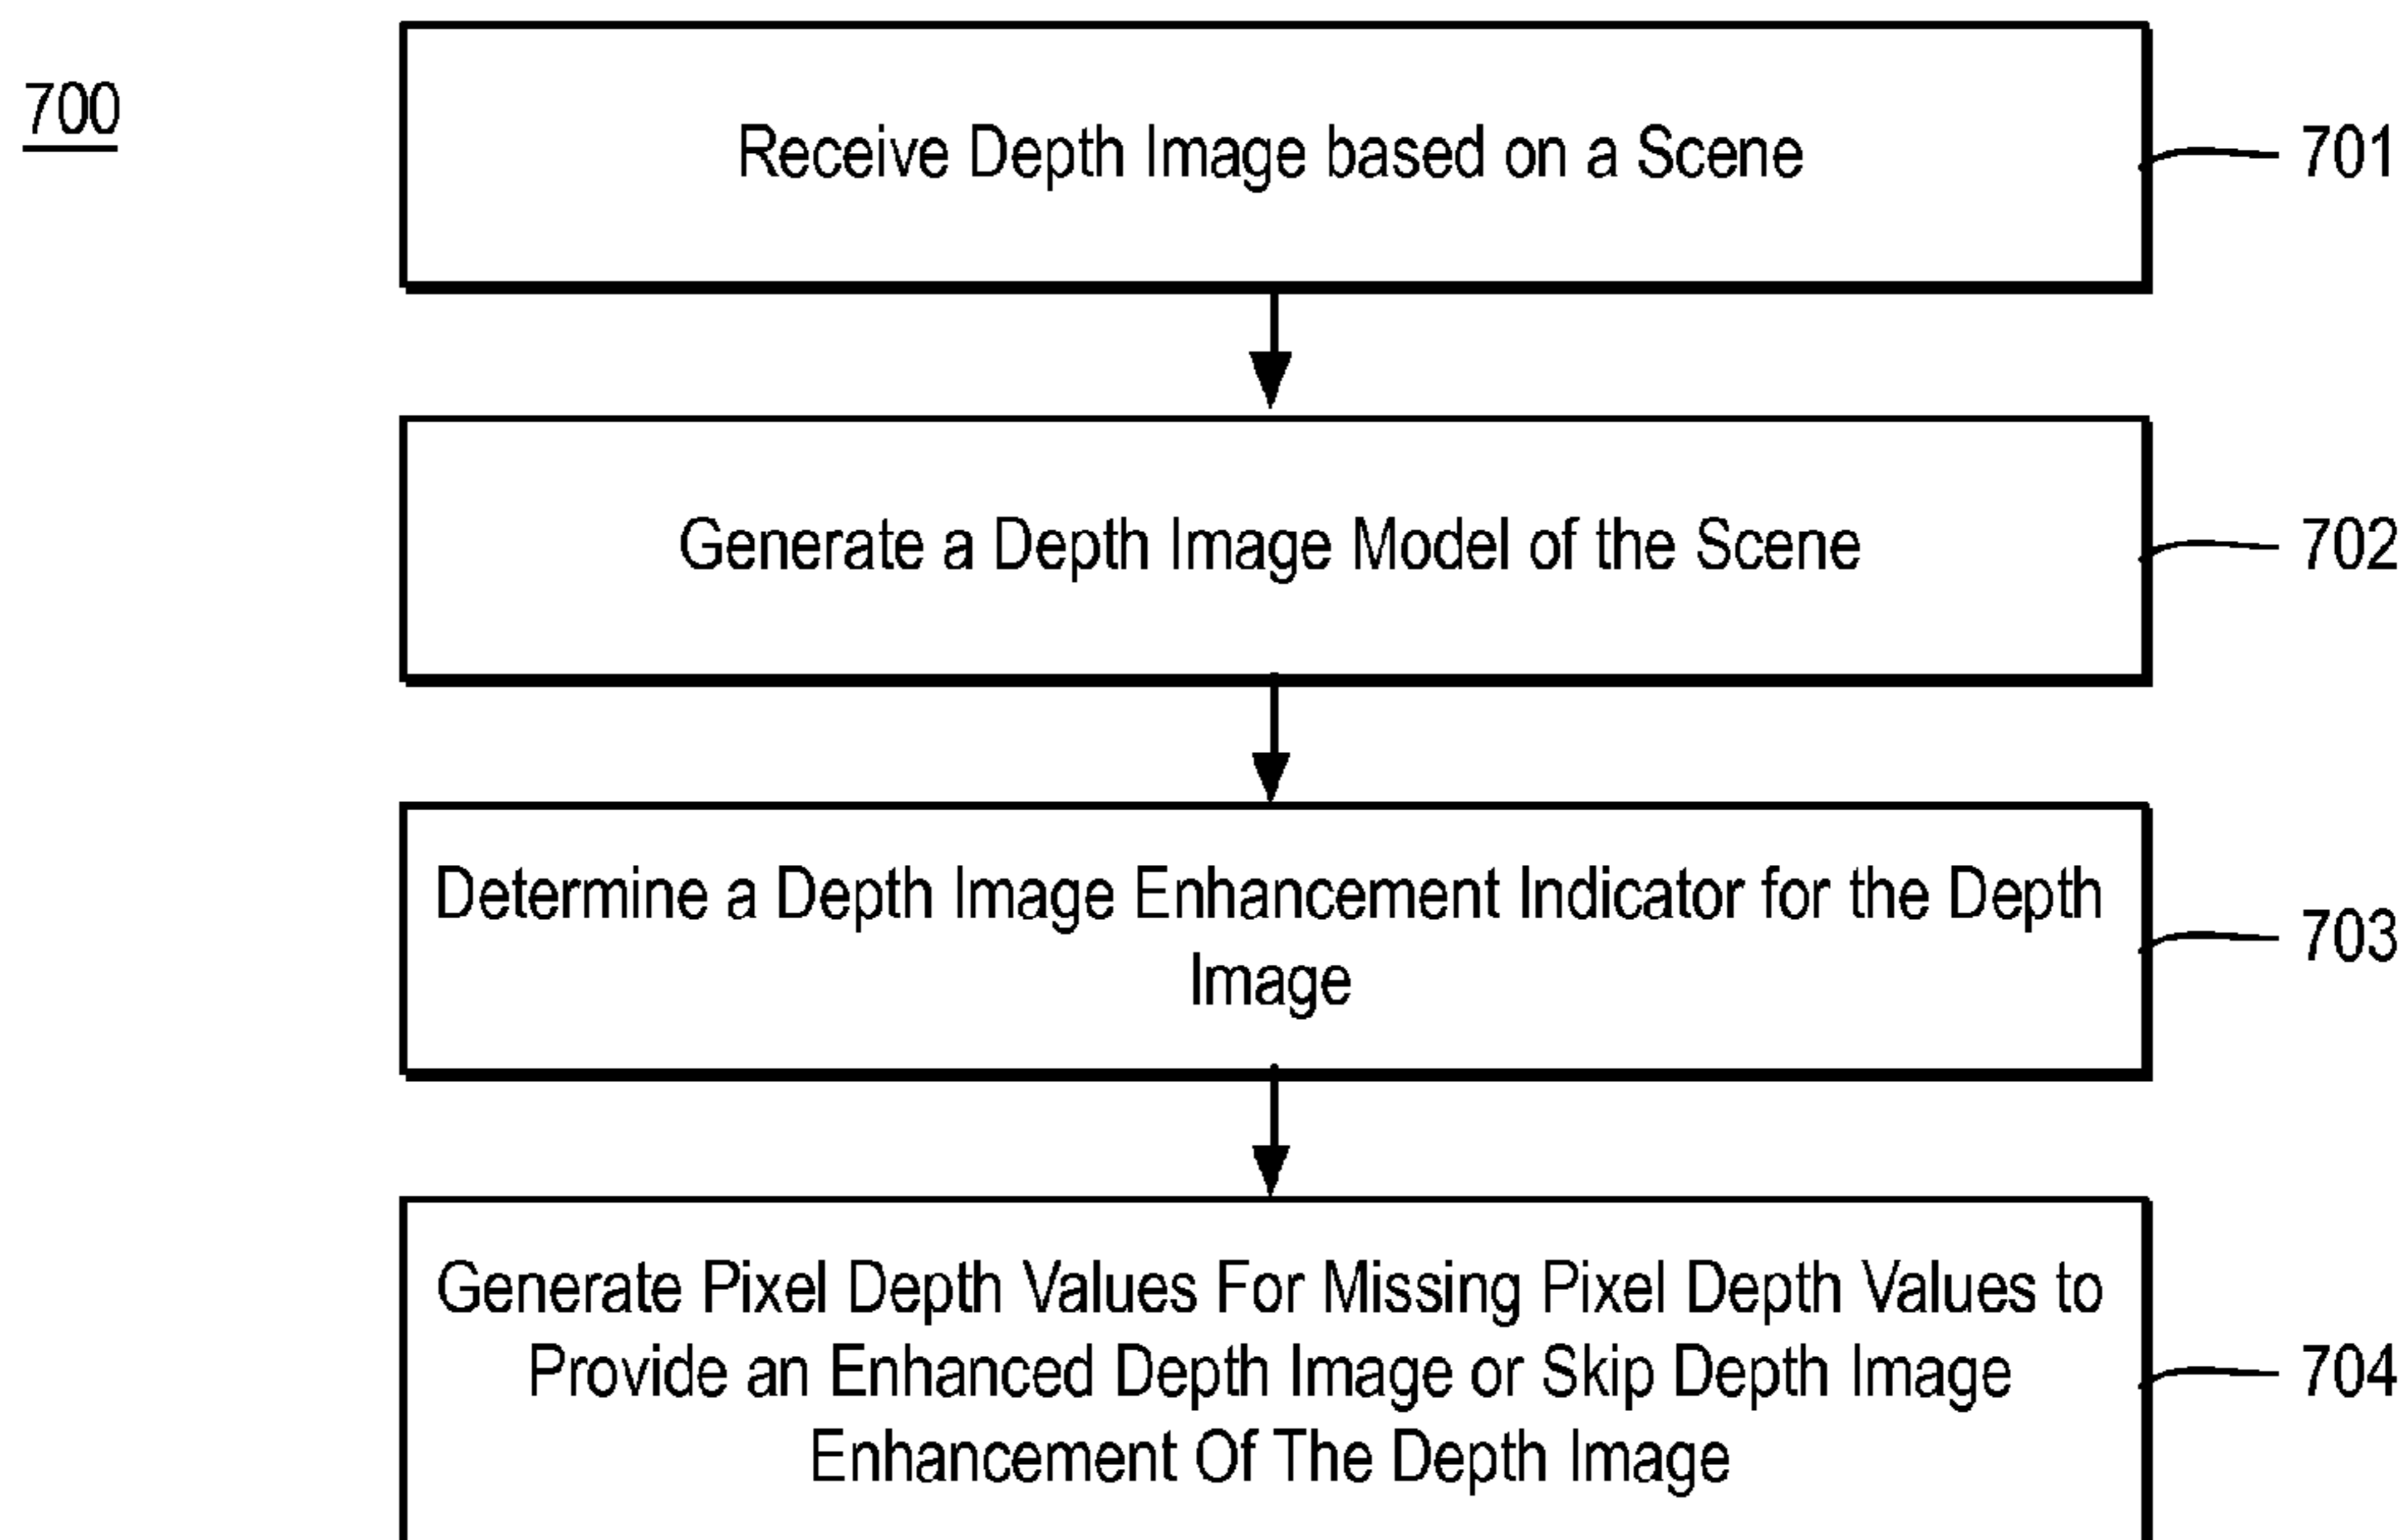 700
Receive Depth Image based on a Scene
701
Generate a Depth Image Model of the Scene
702
Determine a Depth Image Enhancement Indicator for the Depth
Image
703
Generate Pixel Depth Values For Missing Pixel Depth Values to
Provide an Enhanced Depth Image or Skip Depth Image
Enhancement Of The Depth Image
704